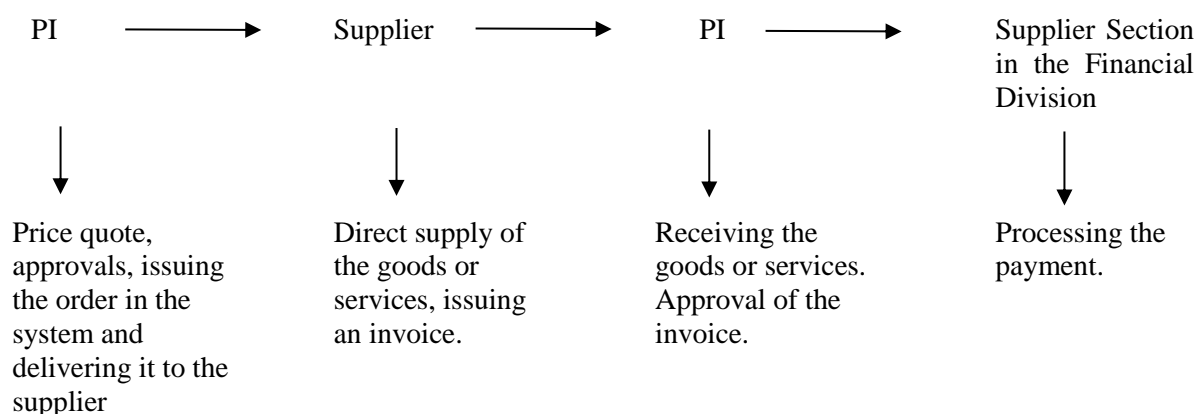 PI
Supplier
PI
Supplier Section
in the Financial
Division
Price quote,
approvals, issuing
the order in the
system and
delivering it to the
supplier
Direct supply of
the goods or
services, issuing
an invoice.
Receiving the
goods or services.
Approval of the
invoice.
Processing the
payment.